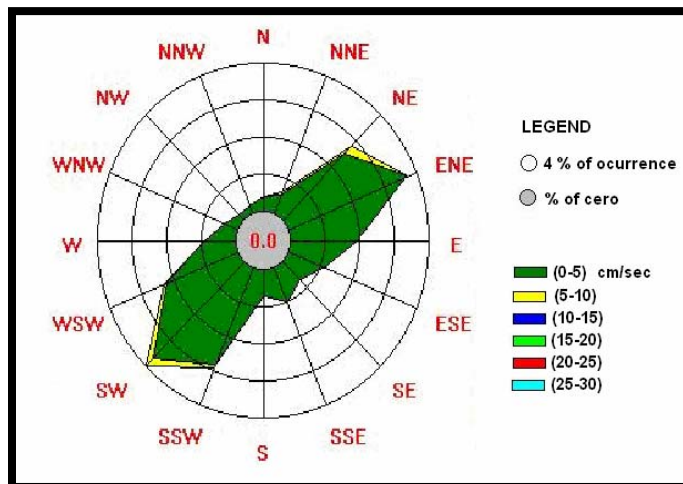 N
NNW
NNE
NW
NE
WNW
ENE
W
0.0
E
WSW
ESE
SW
SE
SSW
SSE
S
LEGEND
4 % of ocurrence
% of cero
(0-5) cm/sec
(5-10)
(10-15)
(15-20)
(20-25)
(25-30)